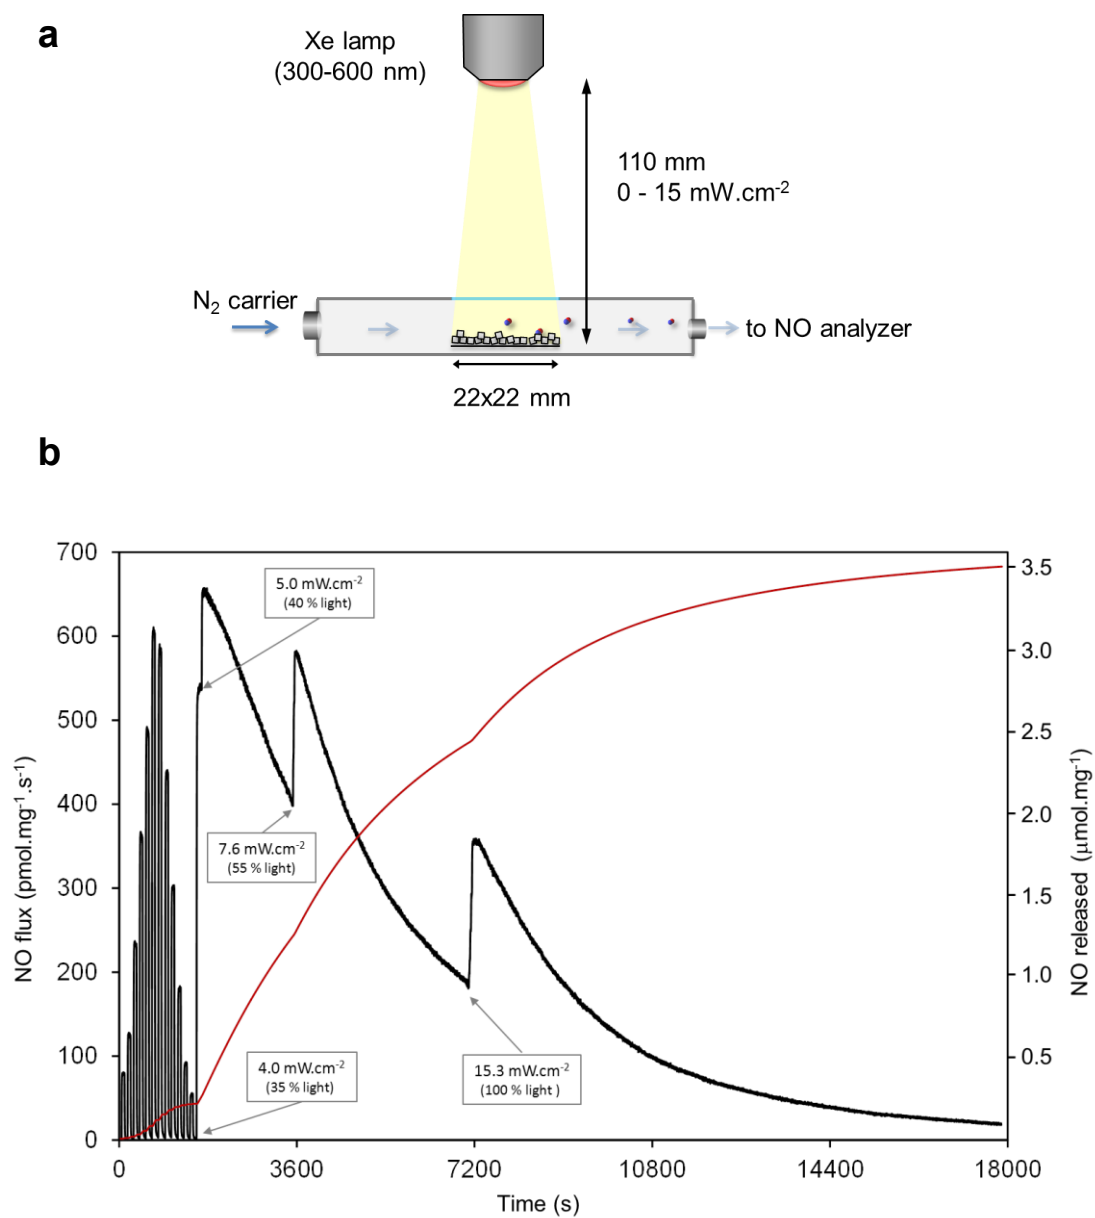 a
Xe lamp
(300-600 nm)
110 mm
0 - 15 mW.cm-2
N2 carrier
to NO analyzer
22x22 mm
b
700
600
500
400
300
200
100
0
NO flux (pmol.mg-1.s-1)
5.0 mW.cm-2
(40 % light)
7.6 mW.cm-2
(55 % light)
4.0 mW.cm-2
(35 % light)
15.3 mW.cm-2
(100 % light )
3.5
3.0
2.5
2.0
1.5
1.0
0.5
NO released (μmol.mg-1)
0
3600
7200
10800
14400
18000
Time (s)